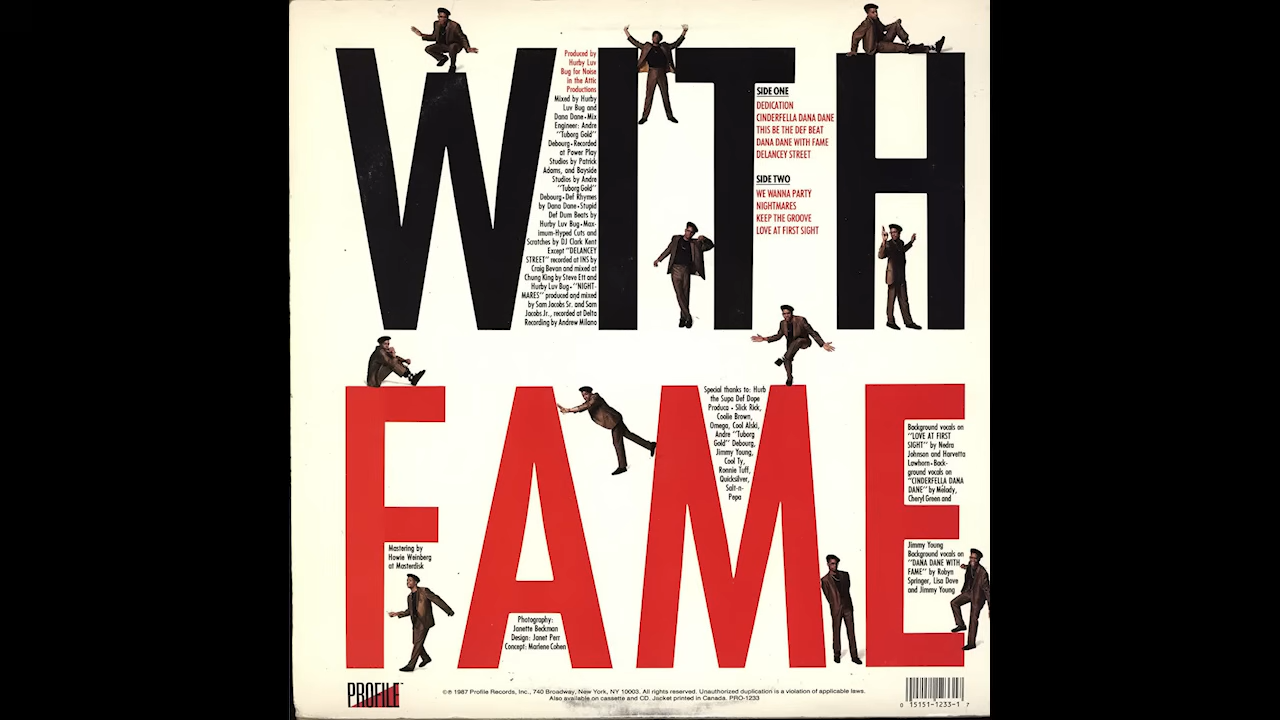 WITH
Produced by
Hurby Luv
Bug for Noise
in the Attic
Productions
Mixed by Hurby
Luv Bug and
Dana Dane • Mix
Engineer: Andre
"Tuborg Gold"
Debourg • Recorded
at Power Play
Studios by Patrick
Adams, and Bayside
Studios by Andre
"Tuborg Gold"
Debourg • Def Rhymes
by Dana Dane • Stupid
Def Dum Beats by
Hurby Luv Bug • Max-
imum-Hyped Cuts and
Scratches by DJ Clark Kent
Except "DELANCEY
STREET" recorded at INS by
Craig Bevan and mixed at
Chung King by Steve Ett and
Hurby Luv Bug • "NIGHT-
MARES" produced and mixed
by Sam Jacobs Sr. and Sam
Jacobs Jr., recorded at Delta
Recording by Andrew Milano
SIDE ONE
DEDICATION
CINDERFELLA DANA DANE
THIS BE THE DEF BEAT
DANA DANE WITH FAME
DELANCEY STREET
SIDE TWO
WE WANNA PARTY
NIGHTMARES
KEEP THE GROOVE
LOVE AT FIRST SIGHT
FAME
Mastering by
Howie Weinberg
at Masterdisk
Photography:
Janette Beckman
Design: Janet Perr
Concept: Marlene Cohen
Special thanks to: Hurb
the Supa Def Dope
Produca • Slick Rick,
Coolie Brown,
Omega, Cool Alski,
Andre "Tuborg
Gold" Debourg,
Jimmy Young,
Cool Ty,
Ronnie Tuff,
Quicksilver,
Salt-n-
Pepa
Background vocals on
"LOVE AT FIRST
SIGHT" by Nedra
Johnson and Harvetta
Lawhorn • Back-
ground vocals on
"CINDERFELLA DANA
DANE" by Mélady,
Cheryl Green and
Jimmy Young
Background vocals on
"DANA DANE WITH
FAME" by Robyn
Springer, Lisa Dove
and Jimmy Young
PROFILE
©℗ 1987 Profile Records, Inc., 740 Broadway, New York, NY 10003. All rights reserved. Unauthorized duplication is a violation of applicable laws.
Also available on cassette and CD. Jacket printed in Canada. PRO-1233
0 15151-1233-1 7